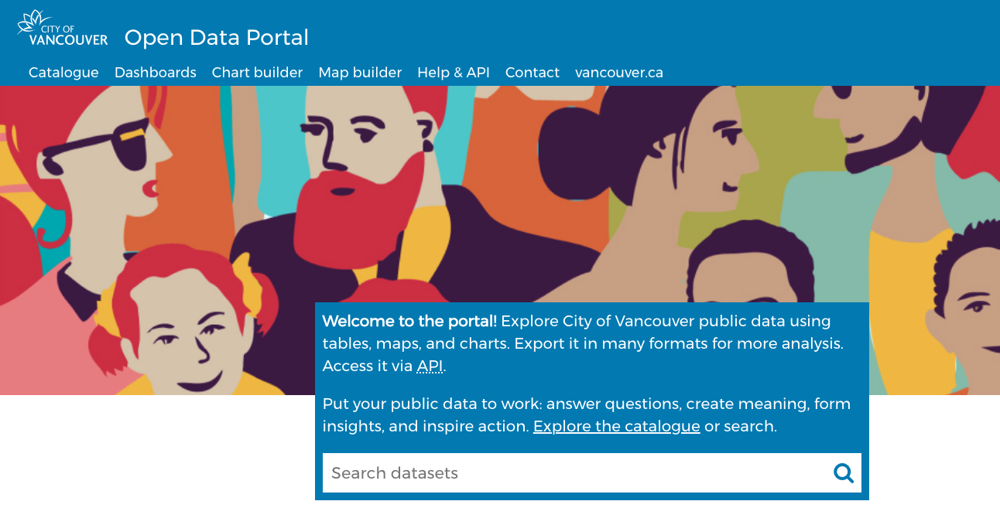 CITY OF
VANCOUVER
Open Data Portal
Catalogue Dashboards Chart builder Map builder Help & API Contact vancouver.ca
Welcome to the portal! Explore City of Vancouver public data using
tables, maps, and charts. Export it in many formats for more analysis.
Access it via API.
Put your public data to work: answer questions, create meaning, form
insights, and inspire action. Explore the catalogue or search.
Search datasets